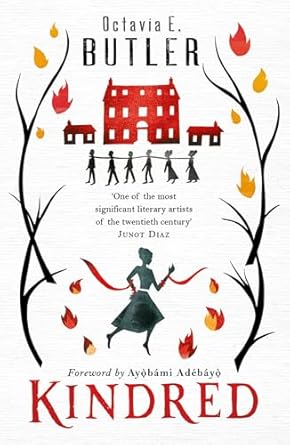 Octavia E.
BUTLER
'One of the most
significant literary artists
of the twentieth century'
JUNOT DIAZ
Foreword by Ayọ̀bámi Adébáyọ̀
KINDRED